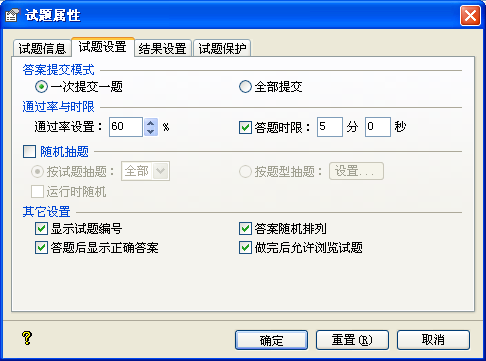 试题属性
试题信息 试题设置 结果设置 试题保护
答案提交模式
一次提交一题 全部提交
通过率与时限
通过率设置： 60 % 答题时限： 5 分 0 秒
随机抽题
按试题抽题： 全部 按题型抽题： 设置...
运行时随机
其它设置
显示试题编号 答案随机排列
答题后显示正确答案 做完后允许浏览试题
? 确定 重置(R) 取消